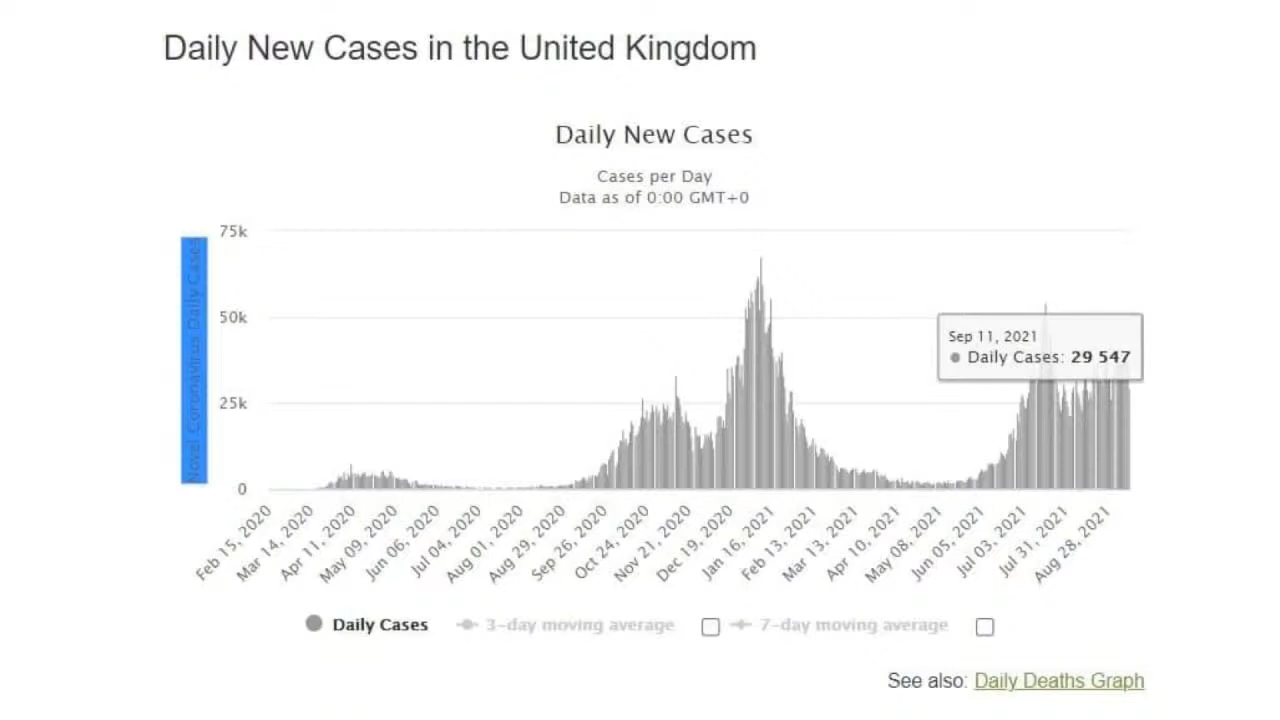 Daily New Cases in the United Kingdom
Daily New Cases
Cases per Day
Data as of 0:00 GMT+0
Novel Coronavirus Daily Cases
75k
50k
25k
0
Sep 11, 2021
Daily Cases: 29 547
Feb 15, 2020
Mar 14, 2020
Apr 11, 2020
May 09, 2020
Jun 06, 2020
Jul 04, 2020
Aug 01, 2020
Aug 29, 2020
Sep 26, 2020
Oct 24, 2020
Nov 21, 2020
Dec 19, 2020
Jan 16, 2021
Feb 13, 2021
Mar 13, 2021
Apr 10, 2021
May 08, 2021
Jun 05, 2021
Jul 03, 2021
Jul 31, 2021
Aug 28, 2021
Daily Cases 3-day moving average 7-day moving average
See also: Daily Deaths Graph